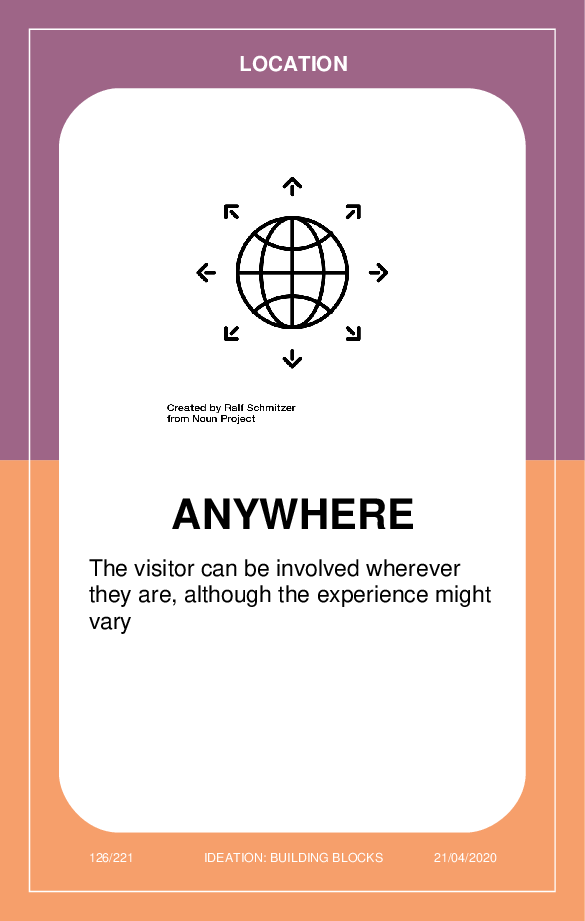 LOCATION
Created by Ralf Schmitzer
from Noun Project
ANYWHERE
The visitor can be involved wherever
they are, although the experience might
vary
126/221 IDEATION: BUILDING BLOCKS 21/04/2020